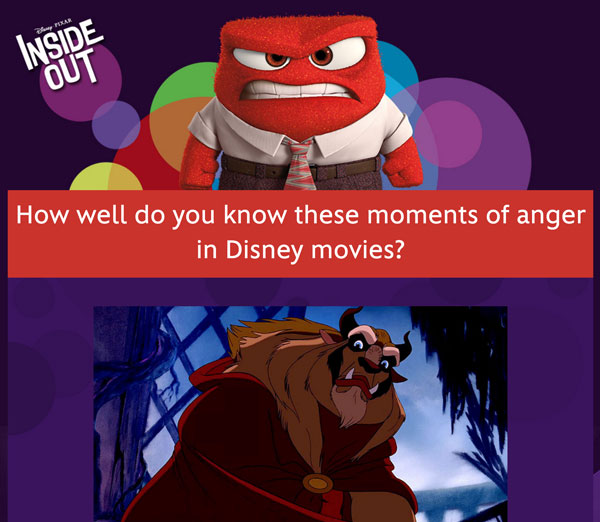 Disney PIXAR
INSIDE
OUT
How well do you know these moments of anger
in Disney movies?